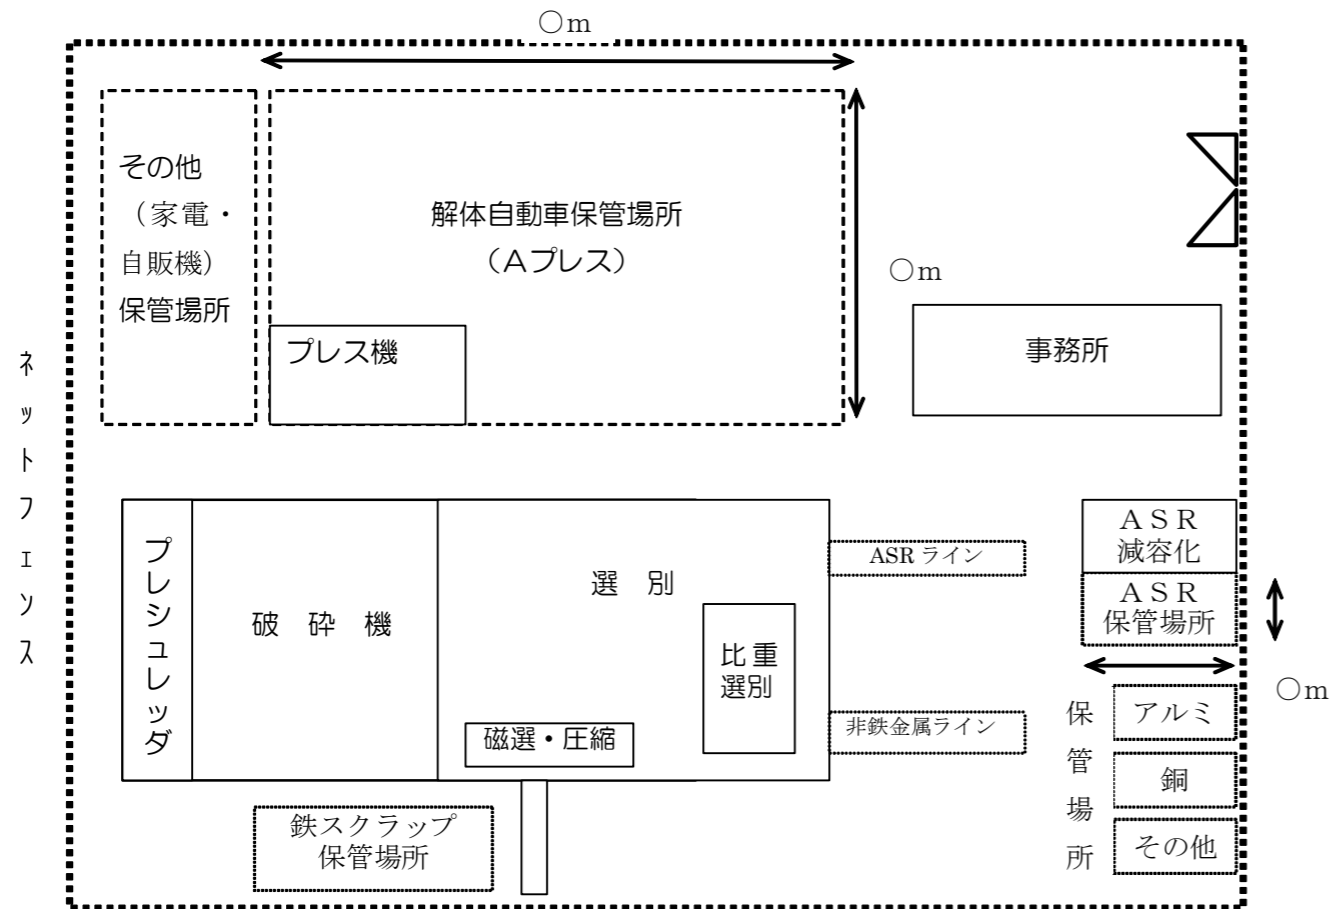 ○m
その他
（家電・
自販機）
保管場所
解体自動車保管場所
（Aプレス）
○m
プレス機
事務所
ネットフェンス
プレシュレッダ
破 砕 機
選 別
比重
選別
磁選・圧縮
ASR ライン
非鉄金属ライン
ＡＳＲ
減容化
ＡＳＲ
保管場所
○m
保管場所
アルミ
銅
その他
鉄スクラップ
保管場所